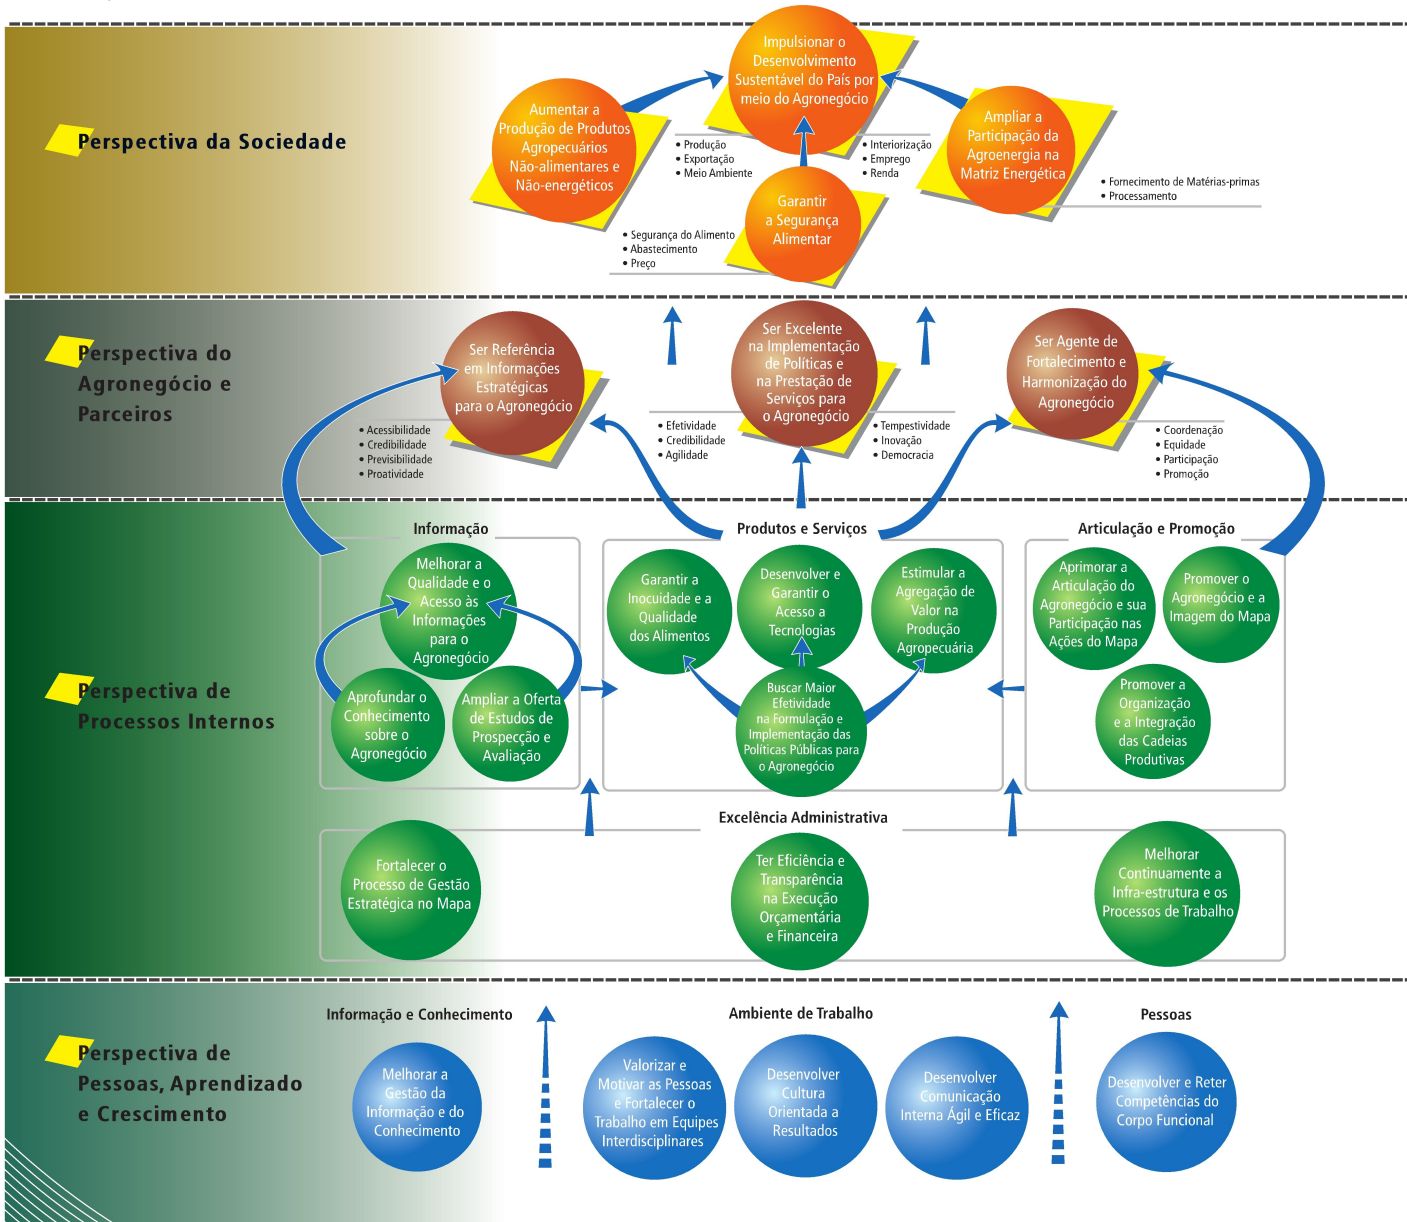 Perspectiva da Sociedade
Impulsionar o
Desenvolvimento
Sustentável do País por
meio do Agronegócio
Aumentar a
Produção de Produtos
Agropecuários
Não-alimentares e
Não-energéticos
• Produção
• Exportação
• Meio Ambiente
• Interiorização
• Emprego
• Renda
Ampliar a
Participação da
Agroenergia na
Matriz Energética
• Fornecimento de Matérias-primas
• Processamento
Garantir
a Segurança
Alimentar
• Segurança do Alimento
• Abastecimento
• Preço
Perspectiva do
Agronegócio e
Parceiros
Ser Referência
em Informações
Estratégicas
para o Agronegócio
• Acessibilidade
• Credibilidade
• Previsibilidade
• Proatividade
Ser Excelente
na Implementação
de Políticas e
na Prestação de
Serviços para
o Agronegócio
• Efetividade
• Credibilidade
• Agilidade
• Tempestividade
• Inovação
• Democracia
Ser Agente de
Fortalecimento e
Harmonização do
Agronegócio
• Coordenação
• Equidade
• Participação
• Promoção
Perspectiva de
Processos Internos
Informação
Melhorar a
Qualidade e o
Acesso às
Informações
para o
Agronegócio
Aprofundar o
Conhecimento
sobre o
Agronegócio
Ampliar a Oferta
de Estudos de
Prospecção e
Avaliação
Produtos e Serviços
Garantir a
Inocuidade e a
Qualidade
dos Alimentos
Desenvolver e
Garantir o
Acesso a
Tecnologias
Estimular a
Agregação de
Valor na
Produção
Agropecuária
Buscar Maior
Efetividade
na Formulação e
Implementação das
Políticas Públicas para
o Agronegócio
Articulação e Promoção
Aprimorar a
Articulação do
Agronegócio e sua
Participação nas
Ações do Mapa
Promover o
Agronegócio e a
Imagem do Mapa
Promover a
Organização
e a Integração
das Cadeias
Produtivas
Excelência Administrativa
Fortalecer o
Processo de Gestão
Estratégica no Mapa
Ter Eficiência e
Transparência
na Execução
Orçamentária
e Financeira
Melhorar
Continuamente a
Infra-estrutura e os
Processos de Trabalho
Perspectiva de
Pessoas, Aprendizado
e Crescimento
Informação e Conhecimento
Melhorar a
Gestão da
Informação e do
Conhecimento
Ambiente de Trabalho
Valorizar e
Motivar as Pessoas
e Fortalecer o
Trabalho em Equipes
Interdisciplinares
Desenvolver
Cultura
Orientada a
Resultados
Desenvolver
Comunicação
Interna Ágil e Eficaz
Pessoas
Desenvolver e Reter
Competências do
Corpo Funcional